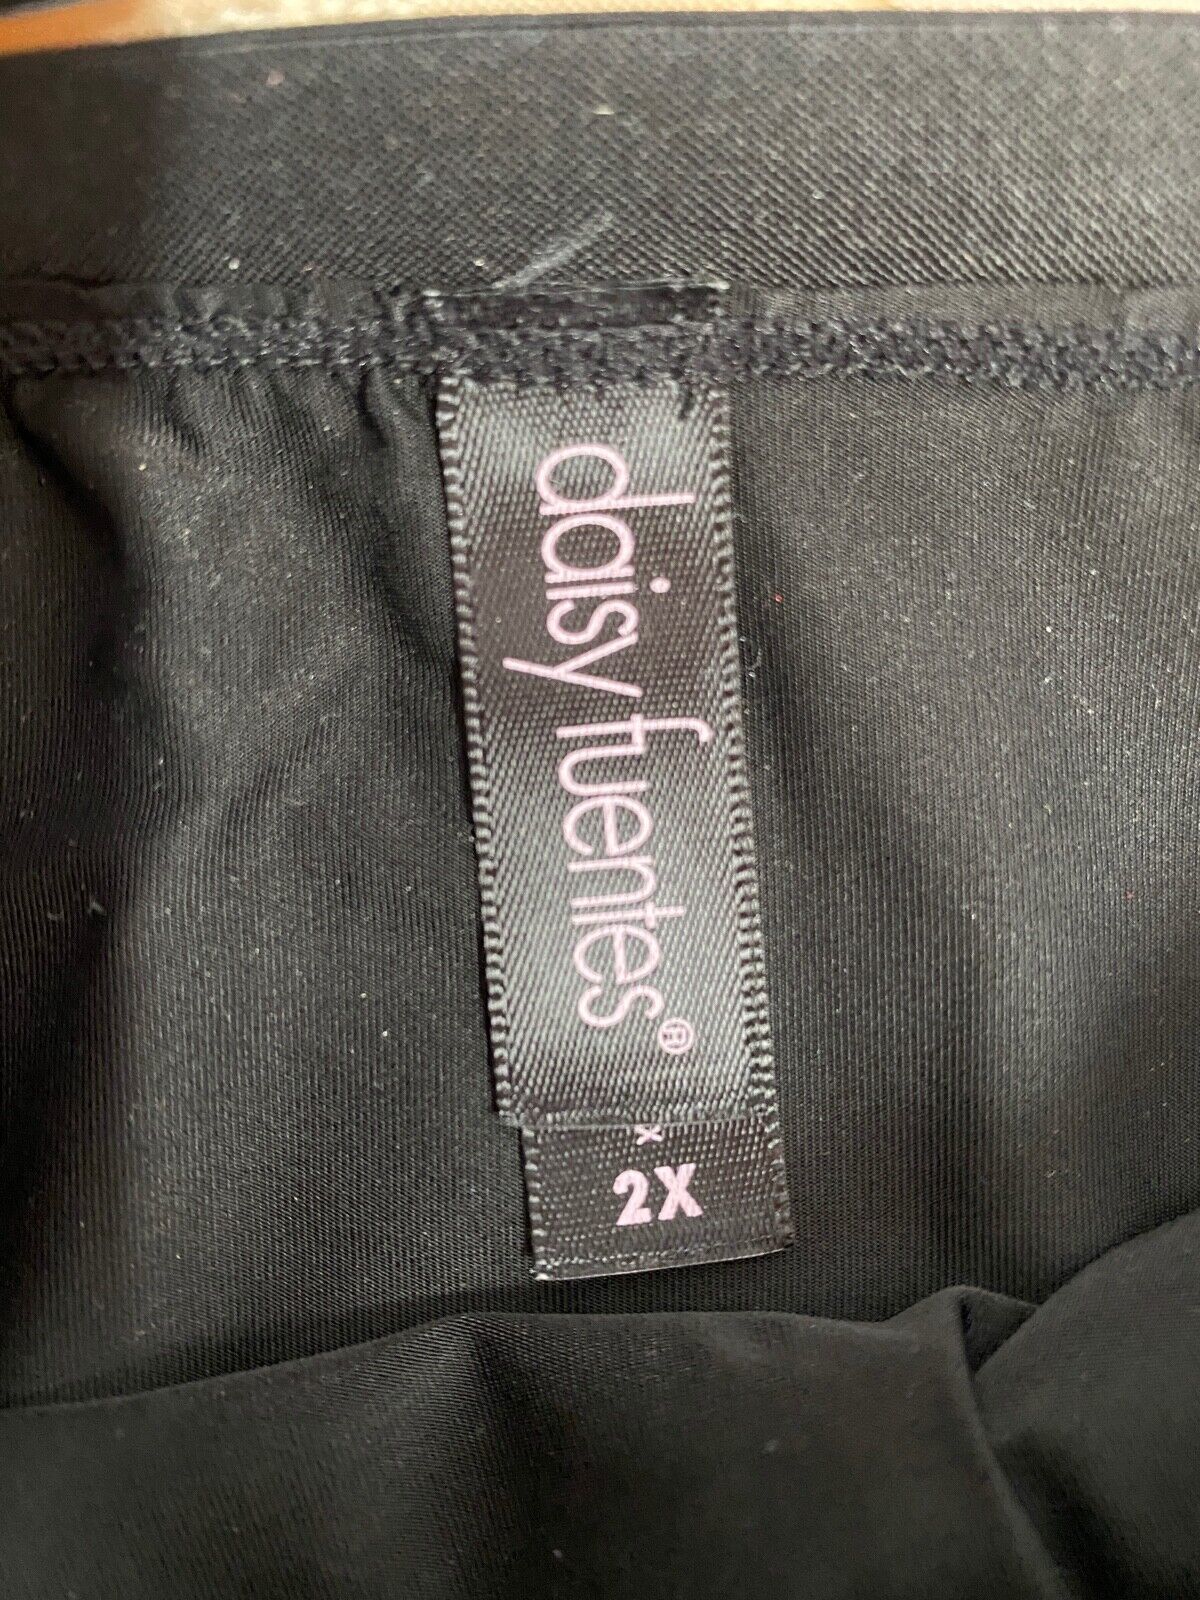 daisy fuentes®
x
2X